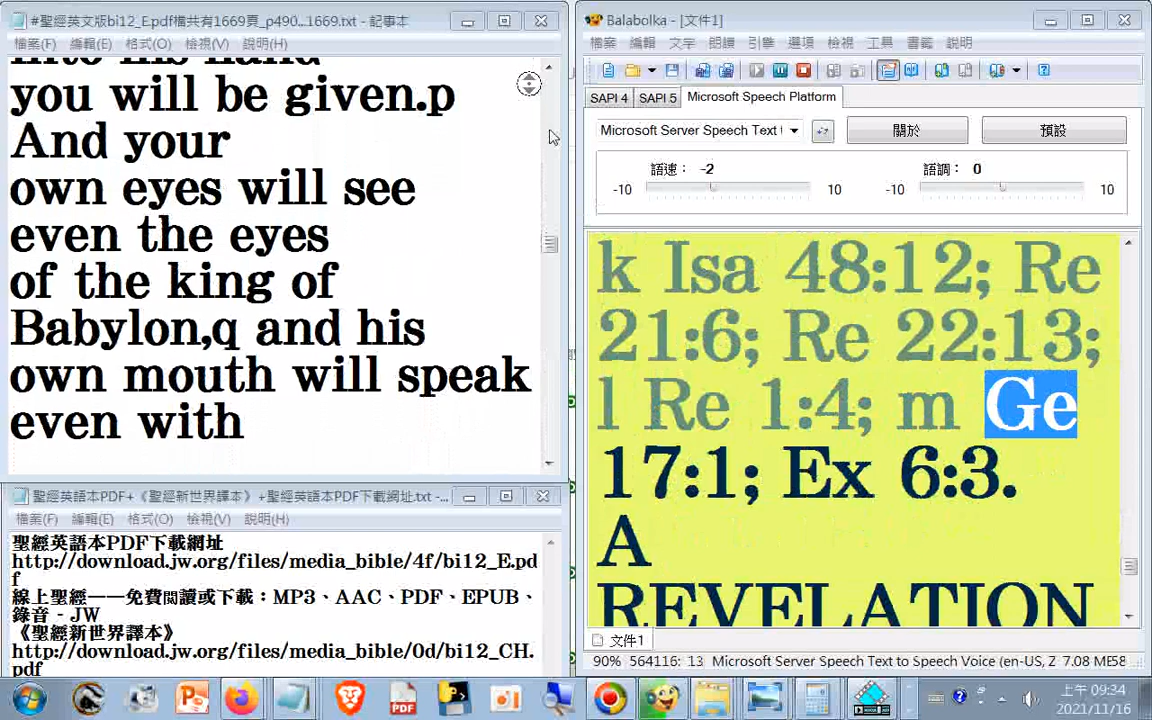 #聖經英文版bi12_E.pdf檔共有1669頁_p490...1669.txt - 記事本
檔案(F) 編輯(E) 格式(O) 檢視(V) 說明(H)
into his hand
you will be given.p
And your
own eyes will see
even the eyes
of the king of
Babylon,q and his
own mouth will speak
even with
聖經英語本PDF+《聖經新世界譯本》+聖經英語本PDF下載網址.txt -...
檔案(F) 編輯(E) 格式(O) 檢視(V) 說明(H)
聖經英語本PDF下載網址
http://download.jw.org/files/media_bible/4f/bi12_E.pd
f
線上聖經——免費閱讀或下載：MP3、AAC、PDF、EPUB、
錄音 - JW
《聖經新世界譯本》
http://download.jw.org/files/media_bible/0d/bi12_CH.
pdf
Balabolka - [文件1]
檔案 編輯 文字 朗讀 引擎 選項 檢視 工具 書籤 說明
SAPI 4 SAPI 5 Microsoft Speech Platform
Microsoft Server Speech Text 關於 預設
語速： -2 語調： 0
-10 10 -10 10
k Isa 48:12; Re
21:6; Re 22:13;
l Re 1:4; m Ge
17:1; Ex 6:3.
A
REVELATION
文件1
90% 564116: 13 Microsoft Server Speech Text to Speech Voice (en-US, Z 7.08 ME
上午 09:34
2021/11/16